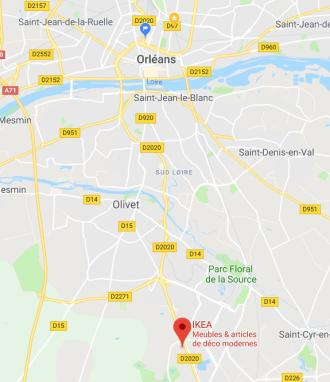 D2157
Saint-Jean-de-la-Ruelle
D2020
D97
Saint-Jean-de
D2552
D960
Orléans
D2152
D2152
A71
Loire
Saint-Jean-le-Blanc
Mesmin
D951
D920
D2020
Saint-Denis-en-Val
SUD LOIRE
esmin
D14
Olivet
D951
D15
D2020
Parc Floral
de la Source
D2271
D14
D15
IKEA
Meubles & articles
de déco modernes
Saint-Cyr-en
D2020
D326